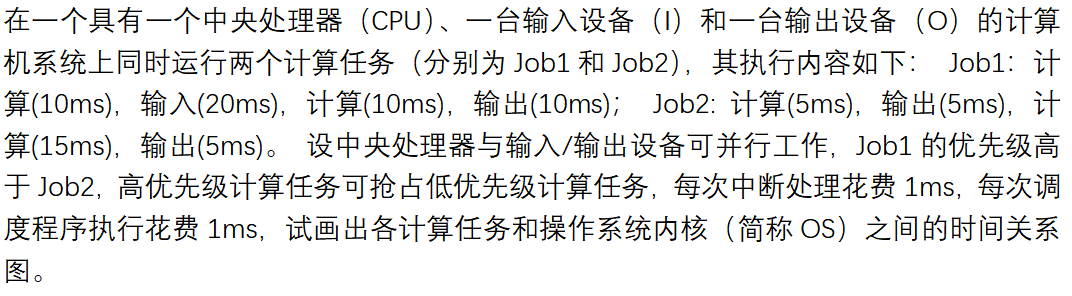 在一个具有一个中央处理器（CPU）、一台输入设备（I）和一台输出设备（O）的计算
机系统上同时运行两个计算任务（分别为 Job1 和 Job2），其执行内容如下： Job1：计
算(10ms)，输入(20ms)，计算(10ms)，输出(10ms)； Job2: 计算(5ms)，输出(5ms)，计
算(15ms)，输出(5ms)。 设中央处理器与输入/输出设备可并行工作，Job1 的优先级高
于 Job2，高优先级计算任务可抢占低优先级计算任务，每次中断处理花费 1ms，每次调
度程序执行花费 1ms，试画出各计算任务和操作系统内核（简称 OS）之间的时间关系
图。